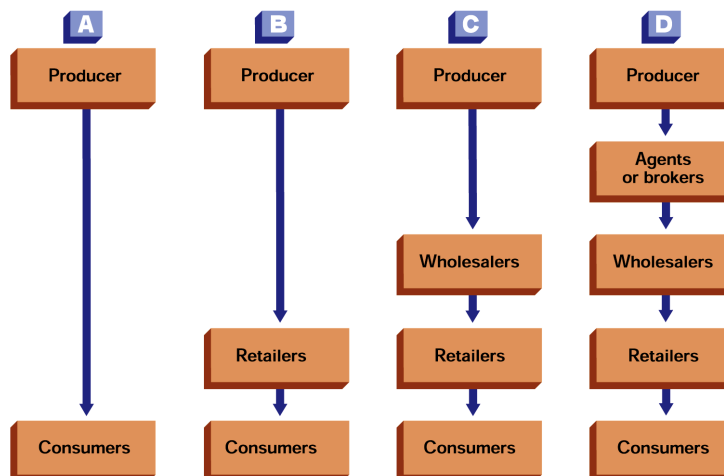 A
B
C
D
Producer
Producer
Producer
Producer
Agents
or brokers
Wholesalers
Wholesalers
Retailers
Retailers
Retailers
Consumers
Consumers
Consumers
Consumers